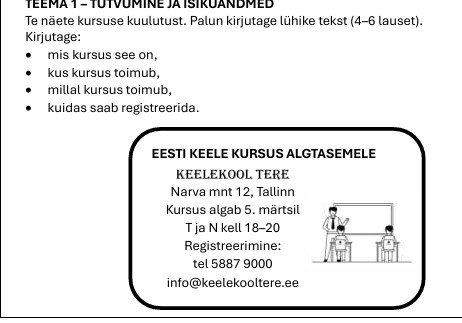 TEEMA 1 – TUTVUMINE JA ISIKUANDMED
Te näete kursuse kuulutust. Palun kirjutage lühike tekst (4–6 lauset).
Kirjutage:
• mis kursus see on,
• kus kursus toimub,
• millal kursus toimub,
• kuidas saab registreerida.
EESTI KEELE KURSUS ALGTASEMELE
KEELEKOOL TERE
Narva mnt 12, Tallinn
Kursus algab 5. märtsil
T ja N kell 18–20
Registreerimine:
tel 5887 9000
info@keelekooltere.ee